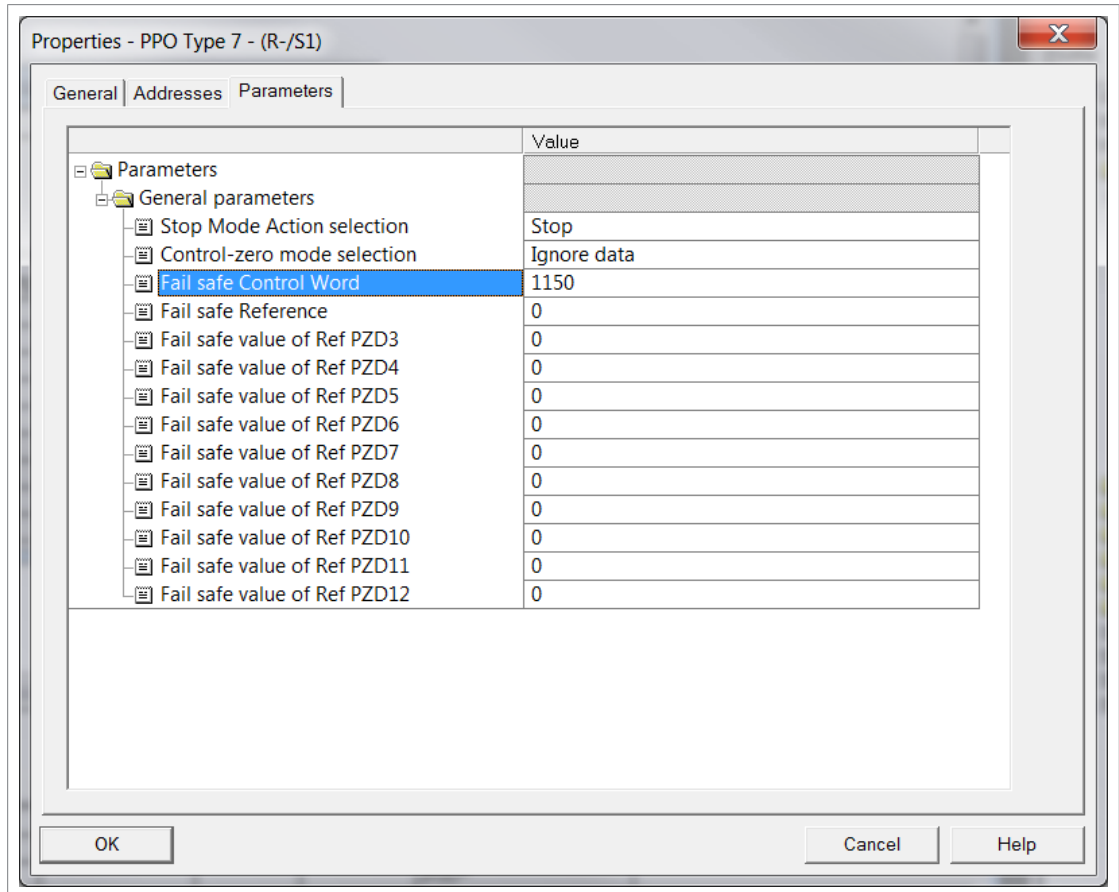 Properties - PPO Type 7 - (R-/S1)
X
General Addresses Parameters
Value
Parameters
General parameters
Stop Mode Action selection Stop
Control-zero mode selection Ignore data
Fail safe Control Word 1150
Fail safe Reference 0
Fail safe value of Ref PZD3 0
Fail safe value of Ref PZD4 0
Fail safe value of Ref PZD5 0
Fail safe value of Ref PZD6 0
Fail safe value of Ref PZD7 0
Fail safe value of Ref PZD8 0
Fail safe value of Ref PZD9 0
Fail safe value of Ref PZD10 0
Fail safe value of Ref PZD11 0
Fail safe value of Ref PZD12 0
OK Cancel Help